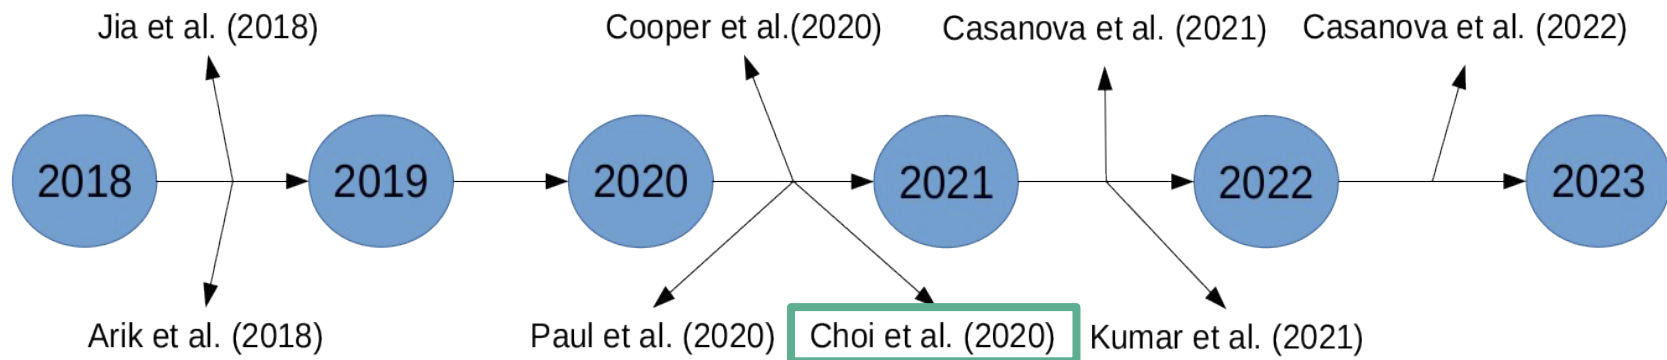 Jia et al. (2018)
Cooper et al.(2020)
Casanova et al. (2021)
Casanova et al. (2022)
2018
2019
2020
2021
2022
2023
Arik et al. (2018)
Paul et al. (2020)
Choi et al. (2020)
Kumar et al. (2021)